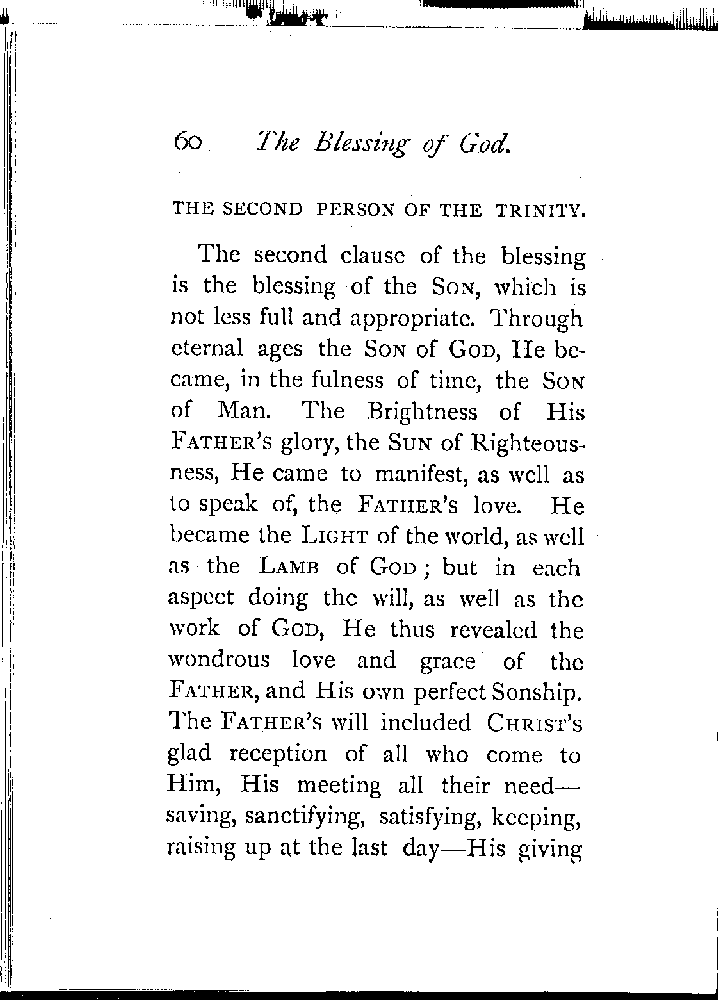 60 The Blessing of God.
THE SECOND PERSON OF THE TRINITY.
The second clause of the blessing
is the blessing of the SON, which is
not less full and appropriate. Through
eternal ages the SON of GOD, He be-
came, in the fulness of time, the SON
of Man. The Brightness of His
FATHER'S glory, the SUN of Righteous-
ness, He came to manifest, as well as
to speak of, the FATHER'S love. He
became the LIGHT of the world, as well
as the LAMB of GOD; but in each
aspect doing the will, as well as the
work of GOD, He thus revealed the
wondrous love and grace of the
FATHER, and His own perfect Sonship.
The FATHER'S will included CHRIST'S
glad reception of all who come to
Him, His meeting all their need—
saving, sanctifying, satisfying, keeping,
raising up at the last day—His giving